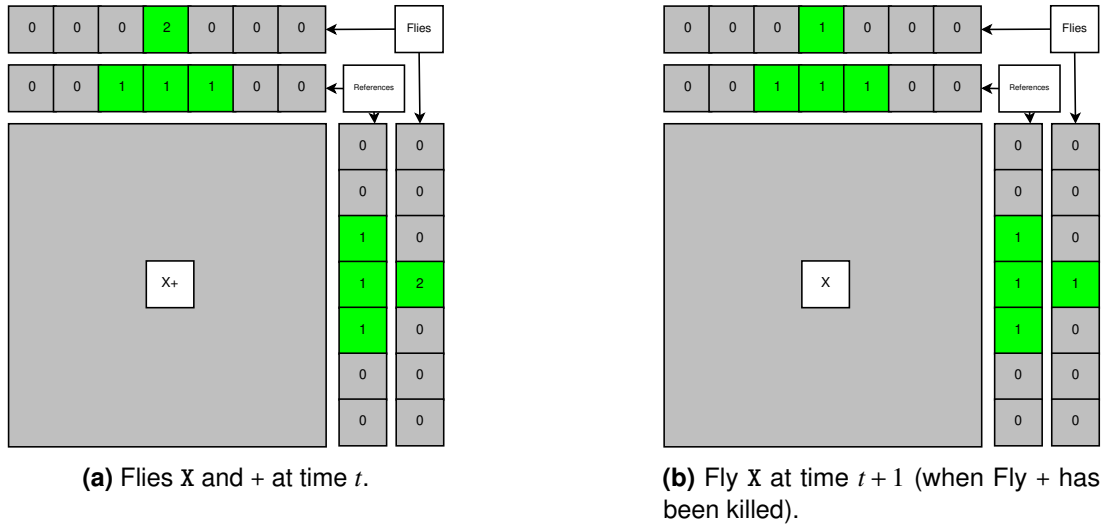 0 0 0 2 0 0 0 Flies
0 0 1 1 1 0 0 References
0 0
0 0
1 0
X+ 1 2
1 0
0 0
0 0
(a) Flies X and + at time t.
0 0 0 1 0 0 0 Flies
0 0 1 1 1 0 0 References
0 0
0 0
1 0
X 1 1
1 0
0 0
0 0
(b) Fly X at time t + 1 (when Fly + has
been killed).